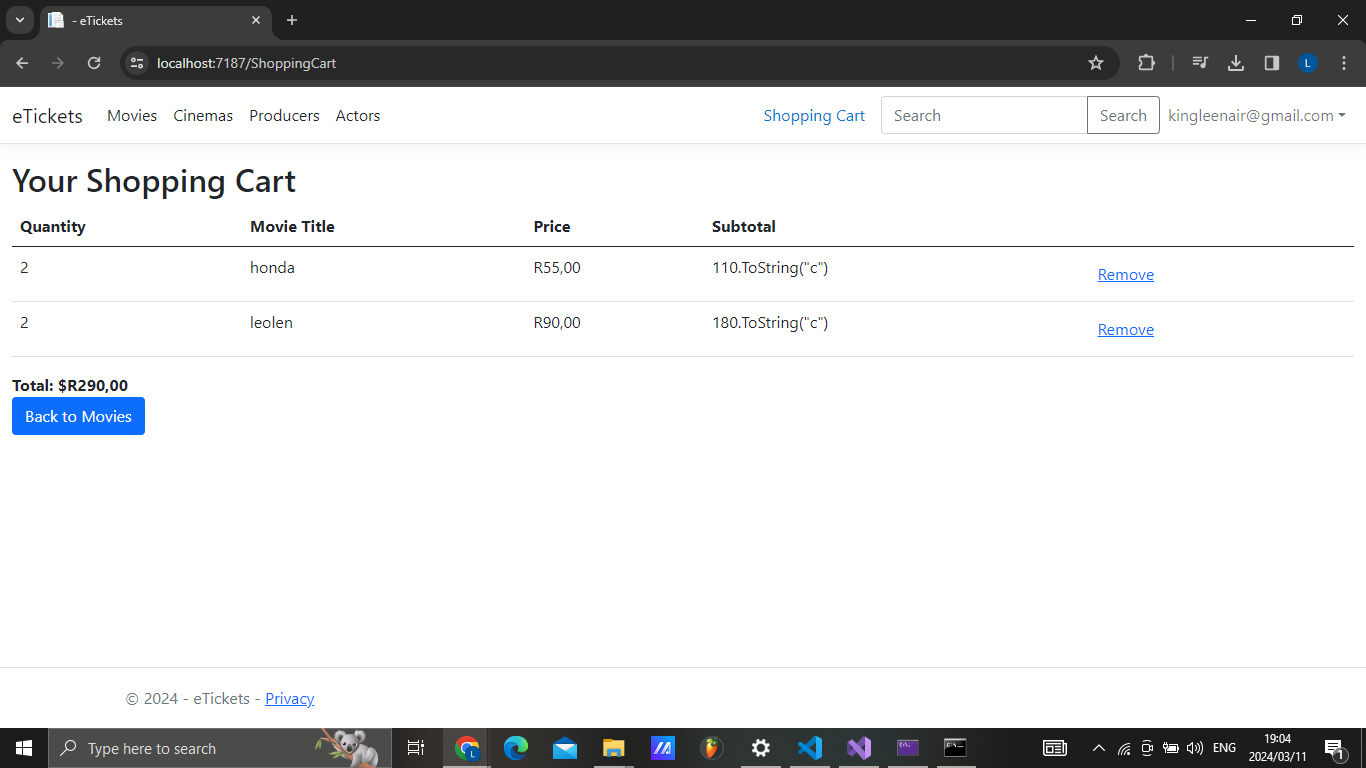 - eTickets
localhost:7187/ShoppingCart
L
eTickets Movies Cinemas Producers Actors Shopping Cart Search Search kingleenair@gmail.com
Your Shopping Cart
Quantity Movie Title Price Subtotal
2 honda R55,00 110.ToString("c") Remove
2 leolen R90,00 180.ToString("c") Remove
Total: $R290,00
Back to Movies
© 2024 - eTickets - Privacy
Type here to search
ENG
19:04
2024/03/11
1